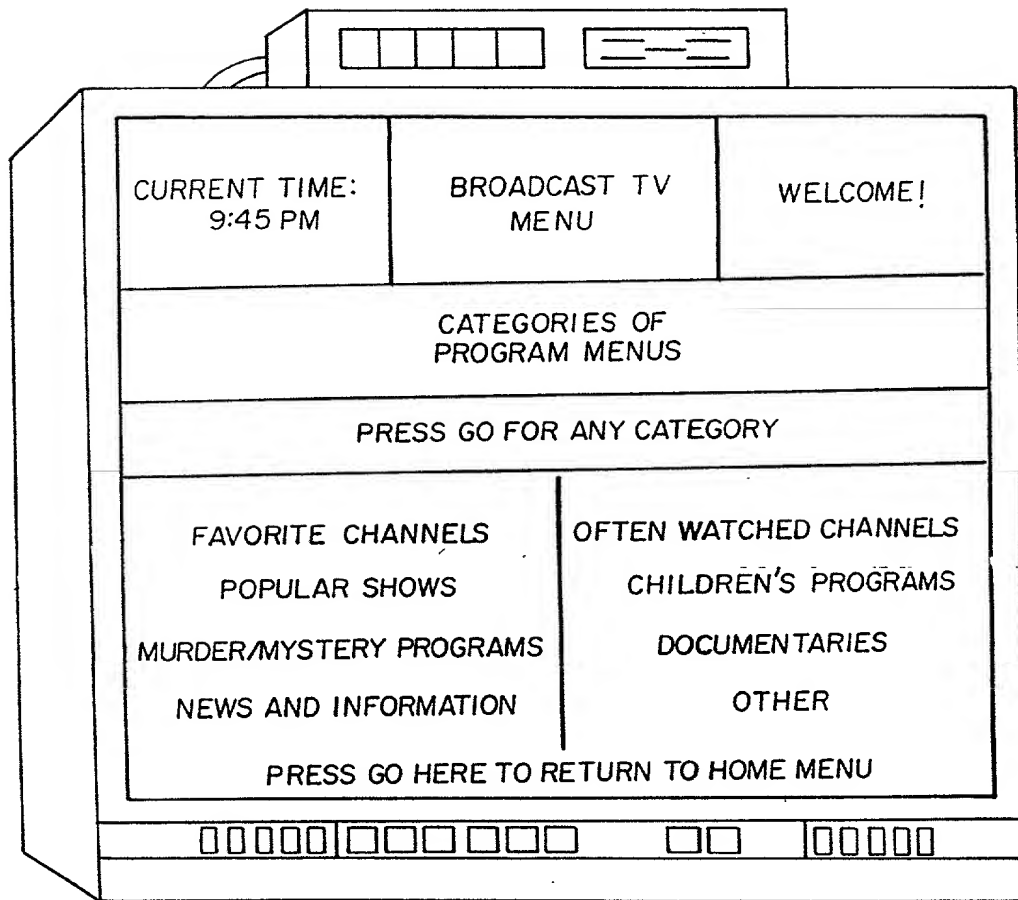 CURRENT TIME:
9:45 PM
BROADCAST TV
MENU
WELCOME!
CATEGORIES OF
PROGRAM MENUS
PRESS GO FOR ANY CATEGORY
FAVORITE CHANNELS
POPULAR SHOWS
MURDER/MYSTERY PROGRAMS
NEWS AND INFORMATION
OFTEN WATCHED CHANNELS
CHILDREN'S PROGRAMS
DOCUMENTARIES
OTHER
PRESS GO HERE TO RETURN TO HOME MENU